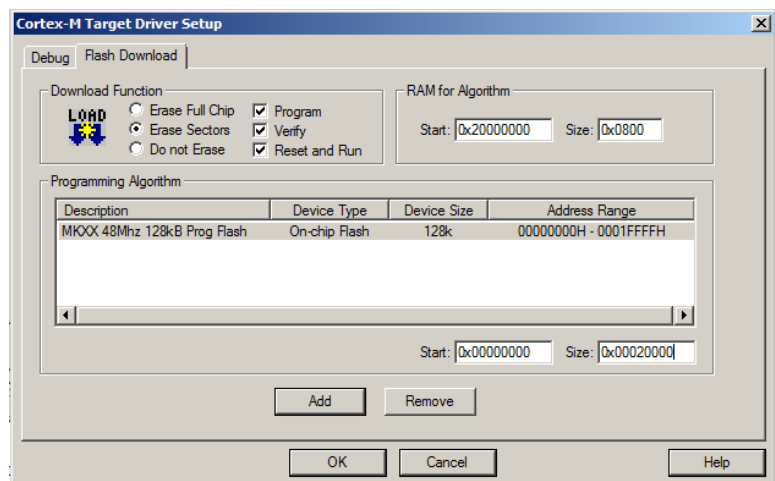 Cortex-M Target Driver Setup
Debug Flash Download
Download Function
LOAD
Erase Full Chip
Erase Sectors
Do not Erase
Program
Verify
Reset and Run
RAM for Algorithm
Start: 0x20000000 Size: 0x0800
Programming Algorithm
Description Device Type Device Size Address Range
MKXX 48Mhz 128kB Prog Flash On-chip Flash 128k 00000000H - 0001FFFFH
Start: 0x00000000 Size: 0x00020000
Add Remove
OK Cancel Help